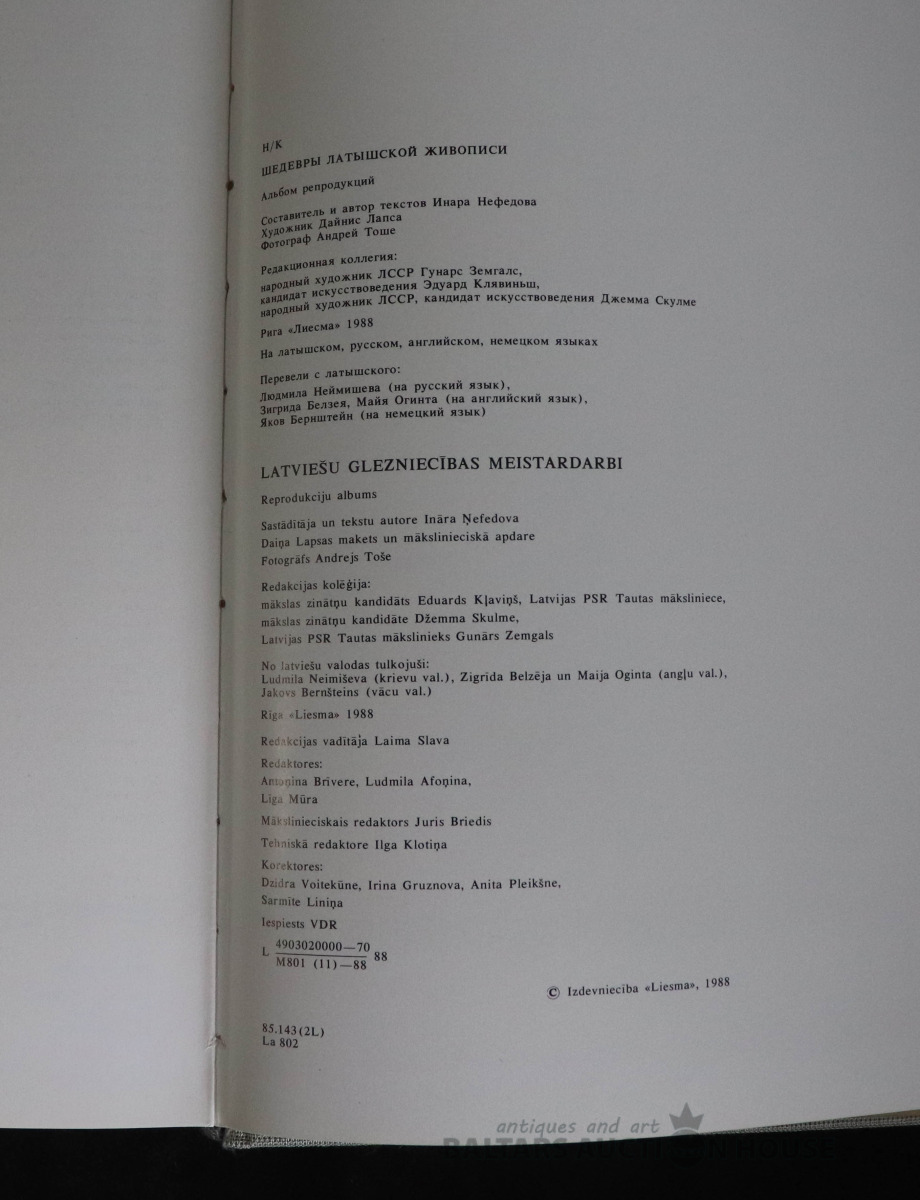 Н/К
ШЕДЕВРЫ ЛАТЫШСКОЙ ЖИВОПИСИ
Альбом репродукций
Составитель и автор текстов Инара Нефедова
Художник Дайнис Лапса
Фотограф Андрей Тоше
Редакционная коллегия:
народный художник ЛССР Гунарс Земгалс,
кандидат искусствоведения Эдуард Клявиньш,
народный художник ЛССР, кандидат искусствоведения Джемма Скулме
Рига «Лиесма» 1988
На латышском, русском, английском, немецком языках
Перевели с латышского:
Людмила Неймишева (на русский язык),
Зигрида Белзея, Майя Огинта (на английский язык),
Яков Бернштейн (на немецкий язык)
LATVIEŠU GLEZNIECĪBAS MEISTARDARBI
Reprodukciju albums
Sastādītāja un tekstu autore Ināra Ņefedova
Daiņa Lapsas makets un mākslinieciskā apdare
Fotogrāfs Andrejs Toše
Redakcijas kolēģija:
mākslas zinātņu kandidāts Eduards Kļaviņš, Latvijas PSR Tautas māksliniece,
mākslas zinātņu kandidāte Džemma Skulme,
Latvijas PSR Tautas mākslinieks Gunārs Zemgals
No latviešu valodas tulkojuši:
Ludmila Neimiševa (krievu val.), Zigrīda Belzēja un Maija Oginta (angļu val.),
Jakovs Bernšteins (vācu val.)
Rīga «Liesma» 1988
Redakcijas vadītāja Laima Slava
Redaktores:
Antoņina Brīvere, Ludmila Afoņina,
Līga Mūra
Mākslinieciskais redaktors Juris Briedis
Tehniskā redaktore Ilga Klotiņa
Korektores:
Dzidra Voitekūne, Irina Gruznova, Anita Pleikšne,
Sarmīte Liniņa
Iespiests VDR
L 4903020000—70 88
M801 (11)—88
© Izdevniecība «Liesma», 1988
85.143(2L)
La 802
antiques and art
BALTARS AUCTION HOUSE